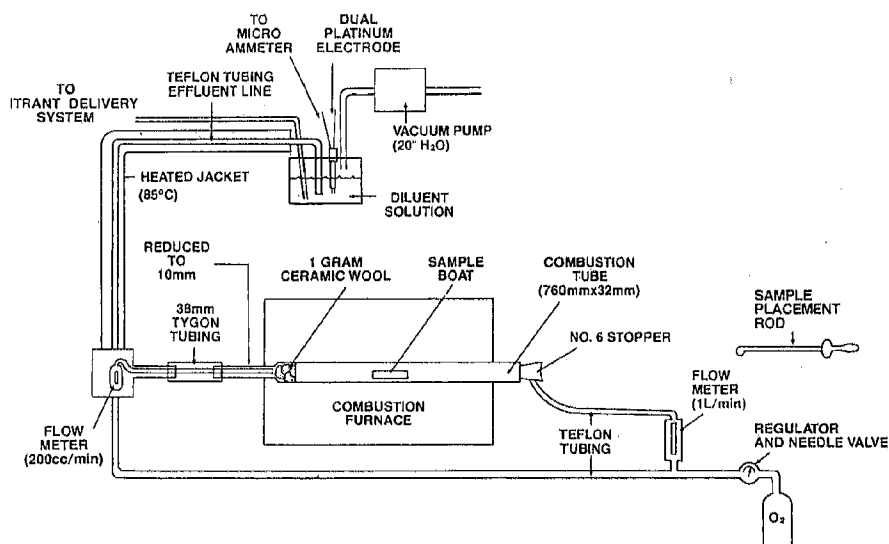 TO
MICRO
AMMETER
DUAL
PLATINUM
ELECTRODE
TEFLON TUBING
EFFLUENT LINE
TO
ITRANT DELIVERY
SYSTEM
VACUUM PUMP
(20" H₂O)
HEATED JACKET
(85°C)
DILUENT
SOLUTION
REDUCED
TO
10mm
1 GRAM
CERAMIC WOOL
SAMPLE
BOAT
COMBUSTION
TUBE
(760mmx32mm)
SAMPLE
PLACEMENT
ROD
38mm
TYGON
TUBING
NO. 6 STOPPER
FLOW
METER
(1L/min)
COMBUSTION
FURNACE
FLOW
METER
(200cc/min)
TEFLON
TUBING
REGULATOR
AND NEEDLE VALVE
O₂